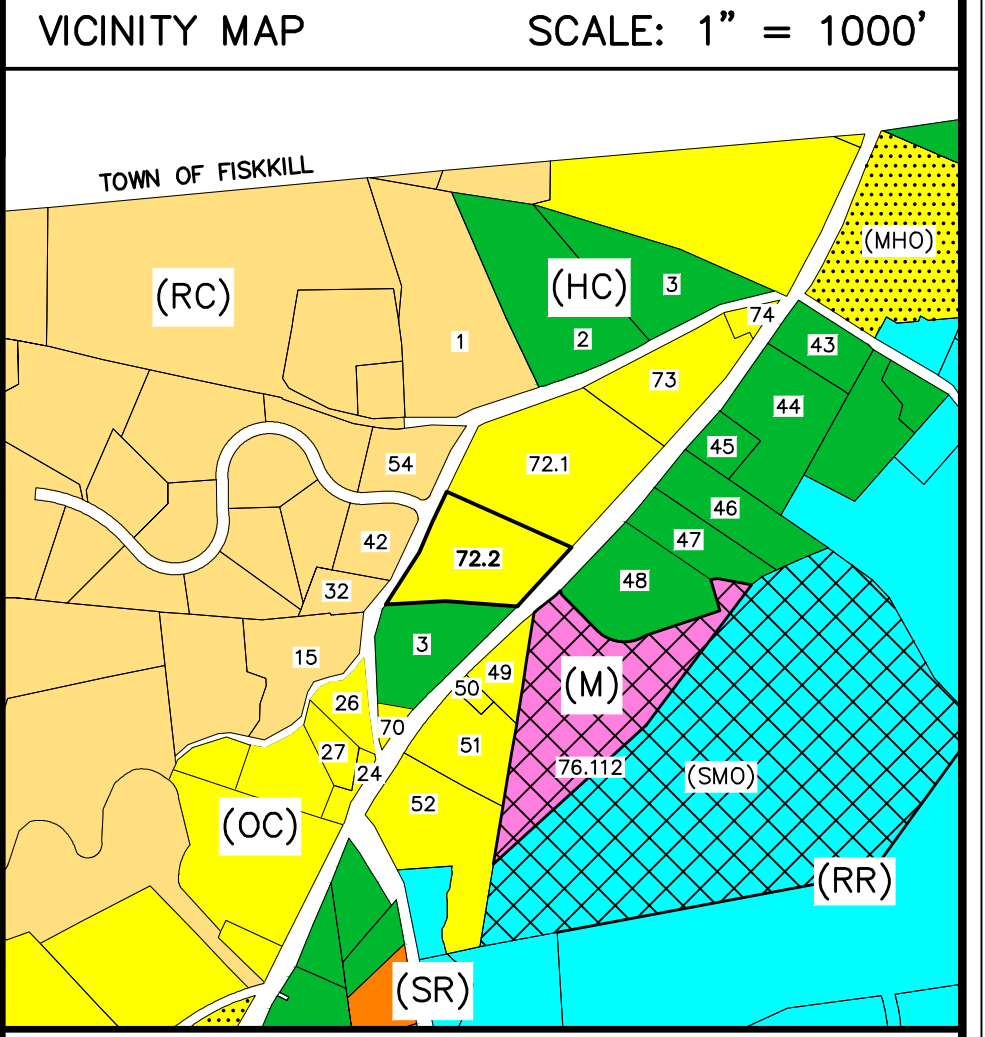 VICINITY MAP SCALE: 1" = 1000'
TOWN OF FISKKILL
(MHO)
(RC)
(HC)
3
74
1
2
43
73
44
45
54
72.1
46
42
47
72.2
48
32
3
15
49
(M)
50
26
70
51
27
76.112
24
(SMO)
52
(OC)
(RR)
(SR)